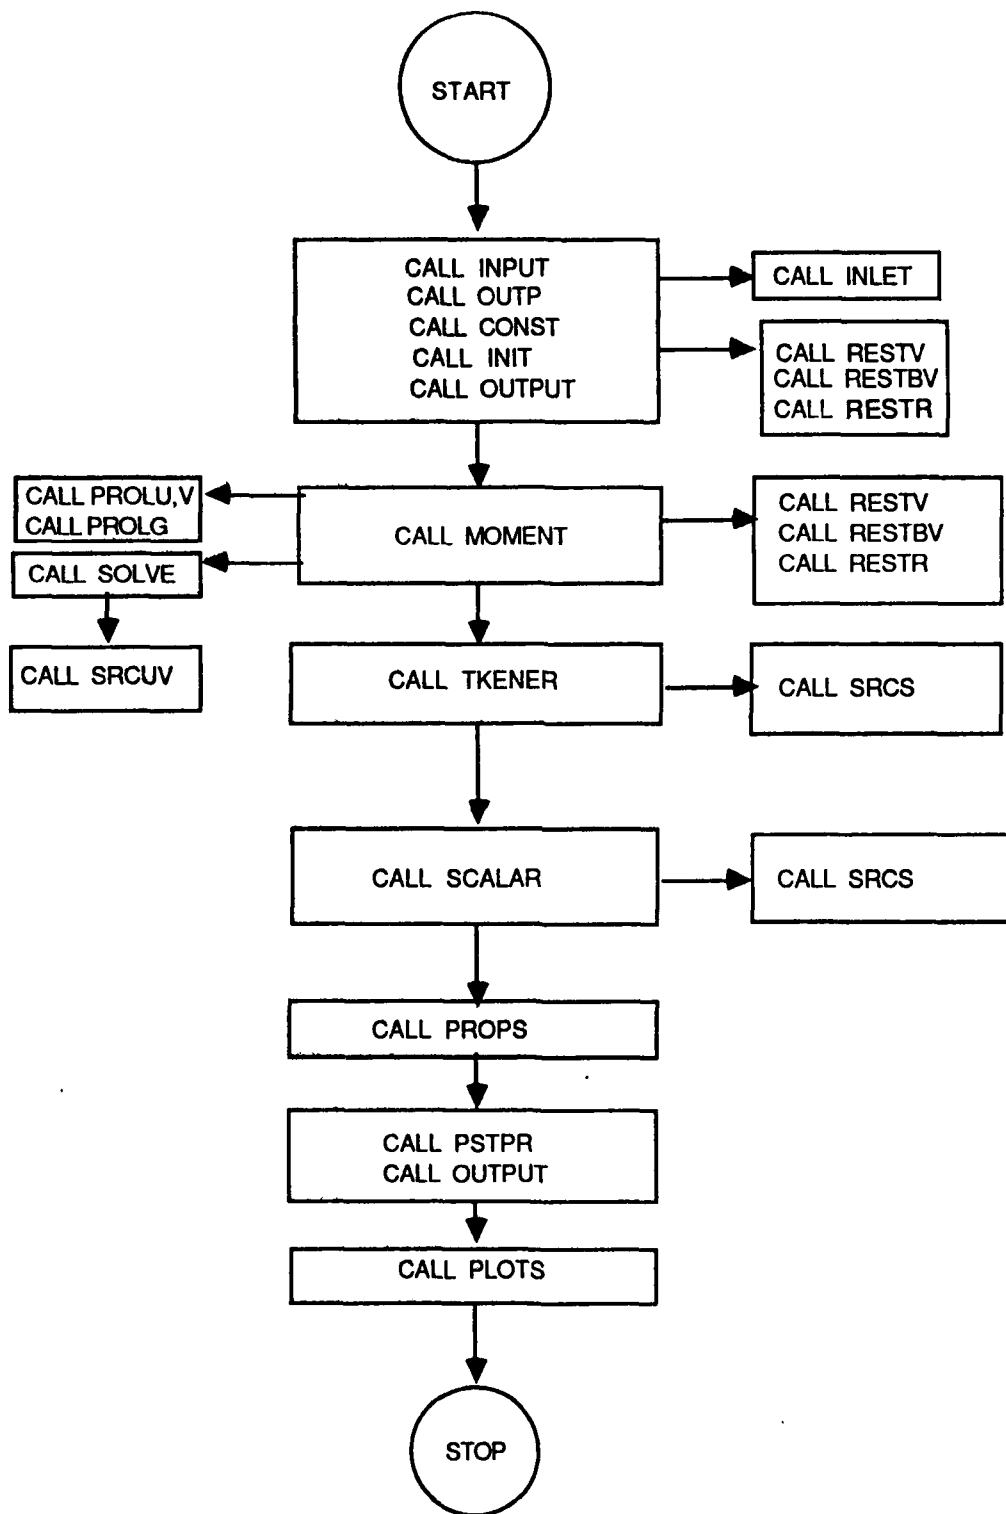 START
CALL INPUT
CALL OUTP
CALL CONST
CALL INIT
CALL OUTPUT
CALL INLET
CALL RESTV
CALL RESTBV
CALL RESTR
CALL PROLU,V
CALL PROLG
CALL SOLVE
CALL SRCUV
CALL MOMENT
CALL RESTV
CALL RESTBV
CALL RESTR
CALL TKENER
CALL SRCS
CALL SCALAR
CALL SRCS
CALL PROPS
CALL PSTPR
CALL OUTPUT
CALL PLOTS
STOP